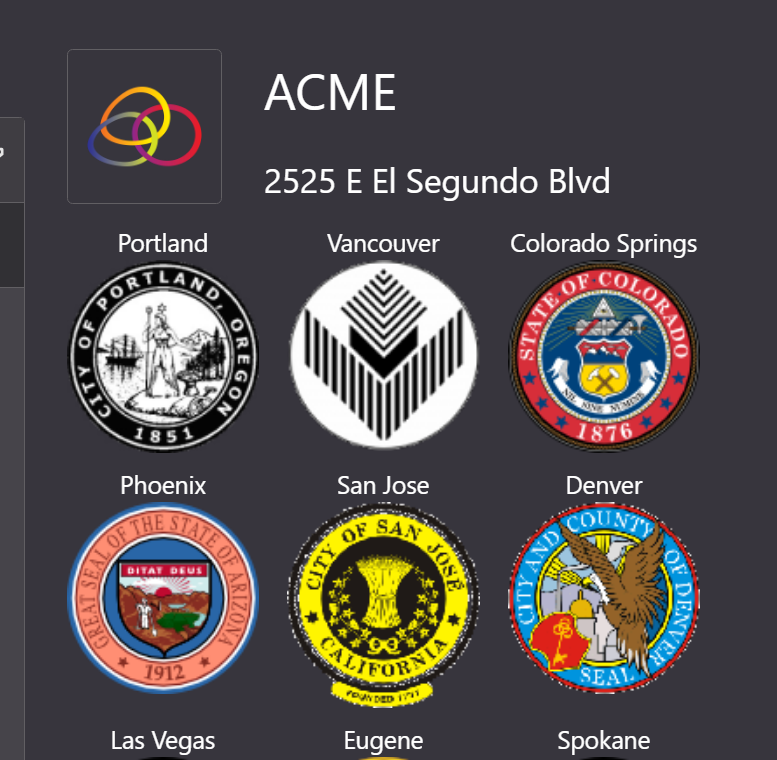 ACME
2525 E El Segundo Blvd
Portland
Vancouver
Colorado Springs
CITY OF PORTLAND, OREGON
1851
STATE OF COLORADO
NIL SINE NUMINE
1876
Phoenix
San Jose
Denver
GREAT SEAL OF THE STATE OF ARIZONA
DITAT DEUS
1912
CITY OF SAN JOSE
CALIFORNIA
FOUNDED 1777
CITY AND COUNTY OF DENVER
SEAL
Las Vegas
Eugene
Spokane